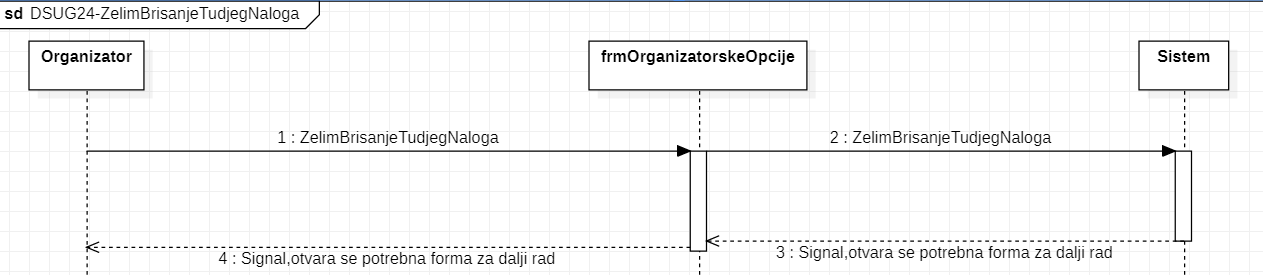 sd DSUG24-ZelimBrisanjeTudjegNaloga
Organizator
frmOrganizatorskeOpcije
Sistem
1 : ZelimBrisanjeTudjegNaloga
2 : ZelimBrisanjeTudjegNaloga
3 : Signal,otvara se potrebna forma za dalji rad
4 : Signal,otvara se potrebna forma za dalji rad